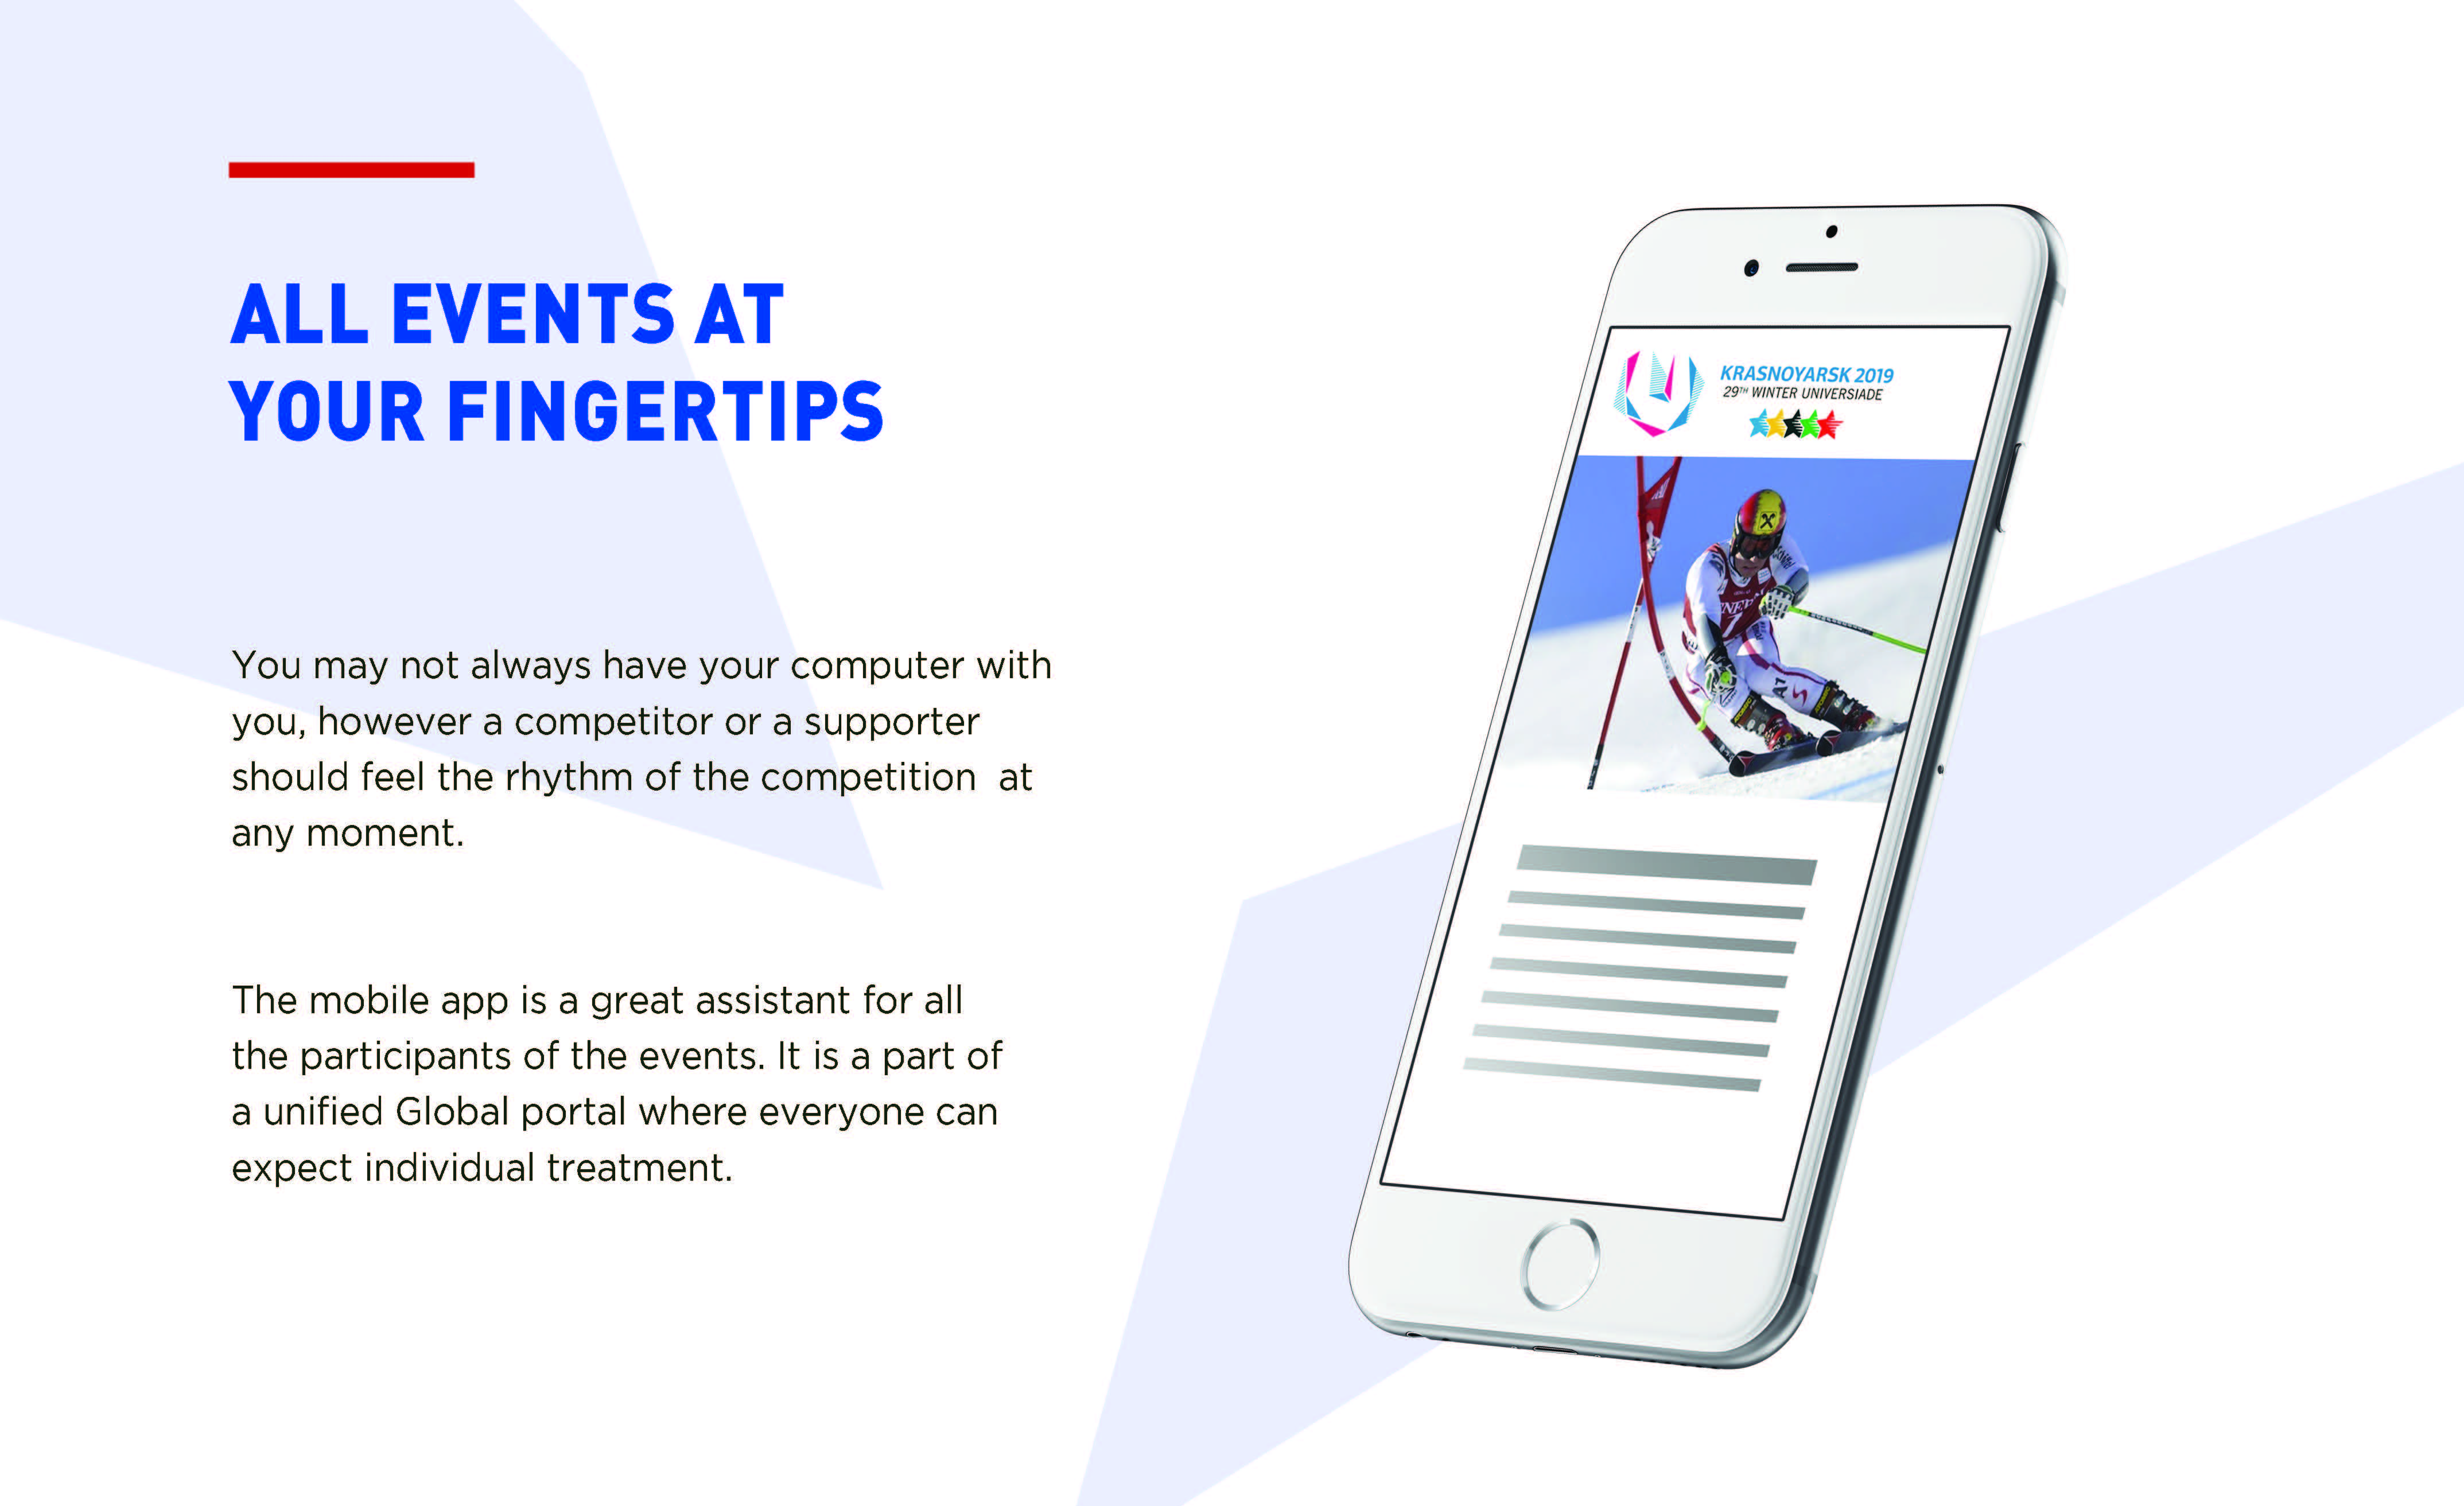 ALL EVENTS AT
YOUR FINGERTIPS
You may not always have your computer with
you, however a competitor or a supporter
should feel the rhythm of the competition at
any moment.
The mobile app is a great assistant for all
the participants of the events. It is a part of
a unified Global portal where everyone can
expect individual treatment.
KRASNOYARSK 2019
29TH WINTER UNIVERSIADE